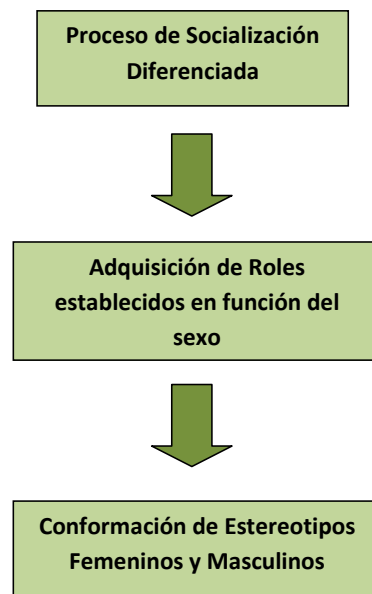 Proceso de Socialización
Diferenciada
Adquisición de Roles
establecidos en función del
sexo
Conformación de Estereotipos
Femeninos y Masculinos